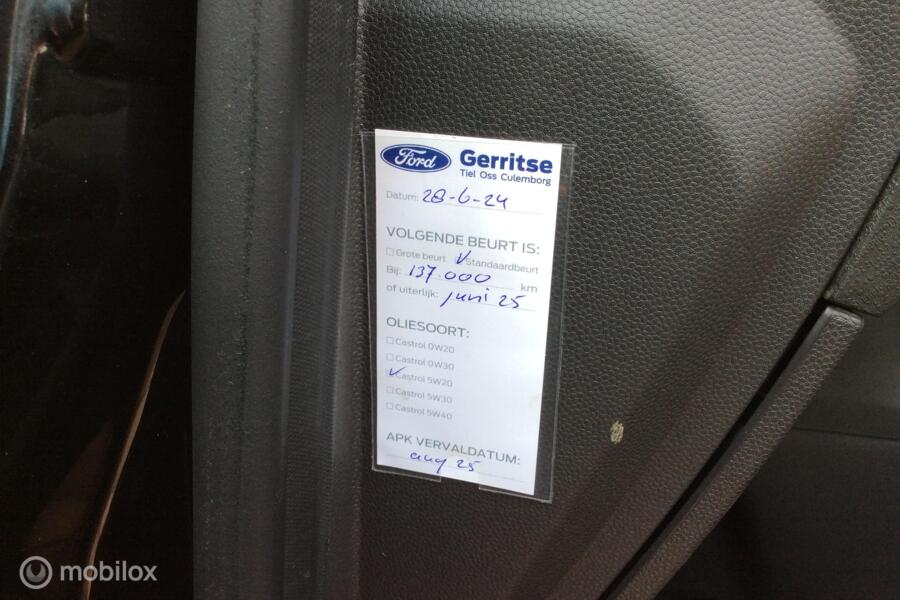 Ford Gerritse
Tiel Oss Culemborg
Datum: 28-6-24
VOLGENDE BEURT IS:
Grote beurt Standaardbeurt
Bij: 137.000 km
of uiterlijk: juni 25
OLIESOORT:
Castrol 0W20
Castrol 0W30
Castrol 5W20
Castrol 5W30
Castrol 5W40
APK VERVALDATUM:
aug 25
mobilox